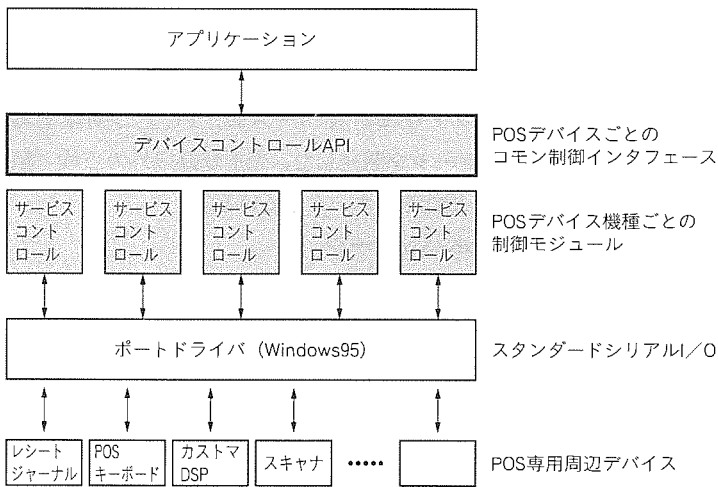 アプリケーション
デバイスコントロールAPI
POSデバイスごとの
コモン制御インタフェース
サービス
コント
ロール
サービス
コント
ロール
サービス
コント
ロール
サービス
コント
ロール
サービス
コント
ロール
POSデバイス機種ごとの
制御モジュール
ポートドライバ（Windows95）
スタンダードシリアルI／O
レシート
ジャーナル
POS
キーボード
カストマ
DSP
スキャナ
•••••
POS専用周辺デバイス